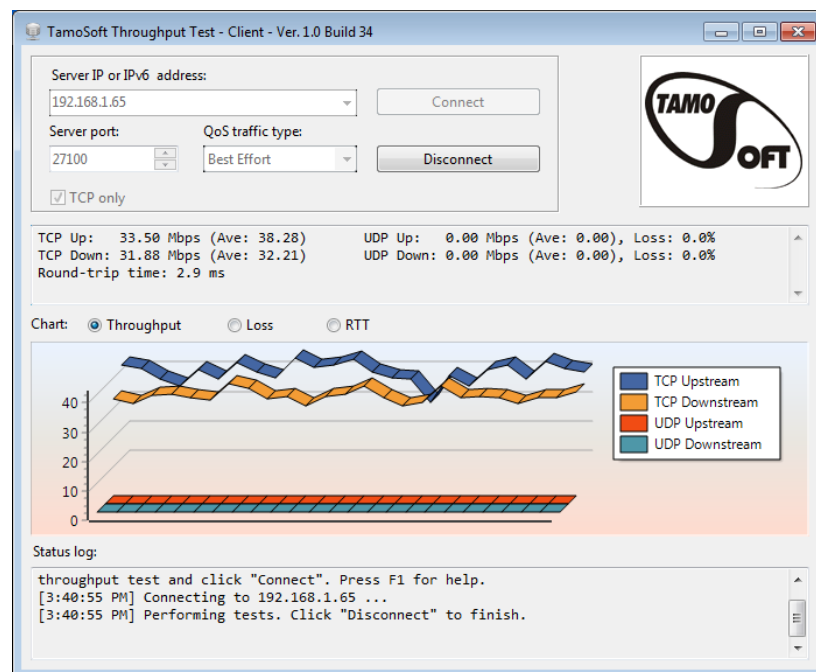 TamoSoft Throughput Test - Client - Ver. 1.0 Build 34
Server IP or IPv6 address:
192.168.1.65
Connect
Server port:
QoS traffic type:
27100
Best Effort
Disconnect
TCP only
TAMO
SOFT
TCP Up: 33.50 Mbps (Ave: 38.28) UDP Up: 0.00 Mbps (Ave: 0.00), Loss: 0.0%
TCP Down: 31.88 Mbps (Ave: 32.21) UDP Down: 0.00 Mbps (Ave: 0.00), Loss: 0.0%
Round-trip time: 2.9 ms
Chart: Throughput Loss RTT
40
30
20
10
0
TCP Upstream
TCP Downstream
UDP Upstream
UDP Downstream
Status log:
throughput test and click "Connect". Press F1 for help.
[3:40:55 PM] Connecting to 192.168.1.65 ...
[3:40:55 PM] Performing tests. Click "Disconnect" to finish.